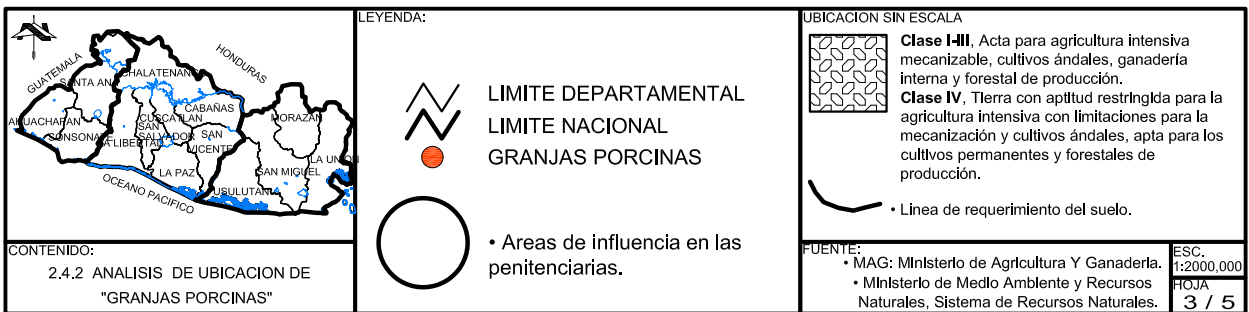 GUATEMALA
HONDURAS
SANTA ANA
CHALATENANGO
CABAÑAS
AHUACHAPAN
CUSCATLAN
MORAZAN
SONSONATE
SAN
SALVADOR
SAN
VICENTE
LA LIBERTAD
LA UNION
LA PAZ
SAN MIGUEL
USULUTAN
OCEANO PACIFICO
CONTENIDO:
2.4.2 ANALISIS DE UBICACION DE
"GRANJAS PORCINAS"
LEYENDA:
LIMITE DEPARTAMENTAL
LIMITE NACIONAL
GRANJAS PORCINAS
• Areas de influencia en las
penitenciarias.
UBICACION SIN ESCALA
Clase I-III, Acta para agricultura intensiva
mecanizable, cultivos ándales, ganadería
interna y forestal de producción.
Clase IV, Tierra con aptitud restringida para la
agricultura intensiva con limitaciones para la
mecanización y cultivos ándales, apta para los
cultivos permanentes y forestales de
producción.
• Linea de requerimiento del suelo.
FUENTE:
• MAG: Ministerio de Agricultura Y Ganaderia.
• Ministerio de Medio Ambiente y Recursos
Naturales, Sistema de Recursos Naturales.
ESC.
1:2000,000
HOJA
3 / 5